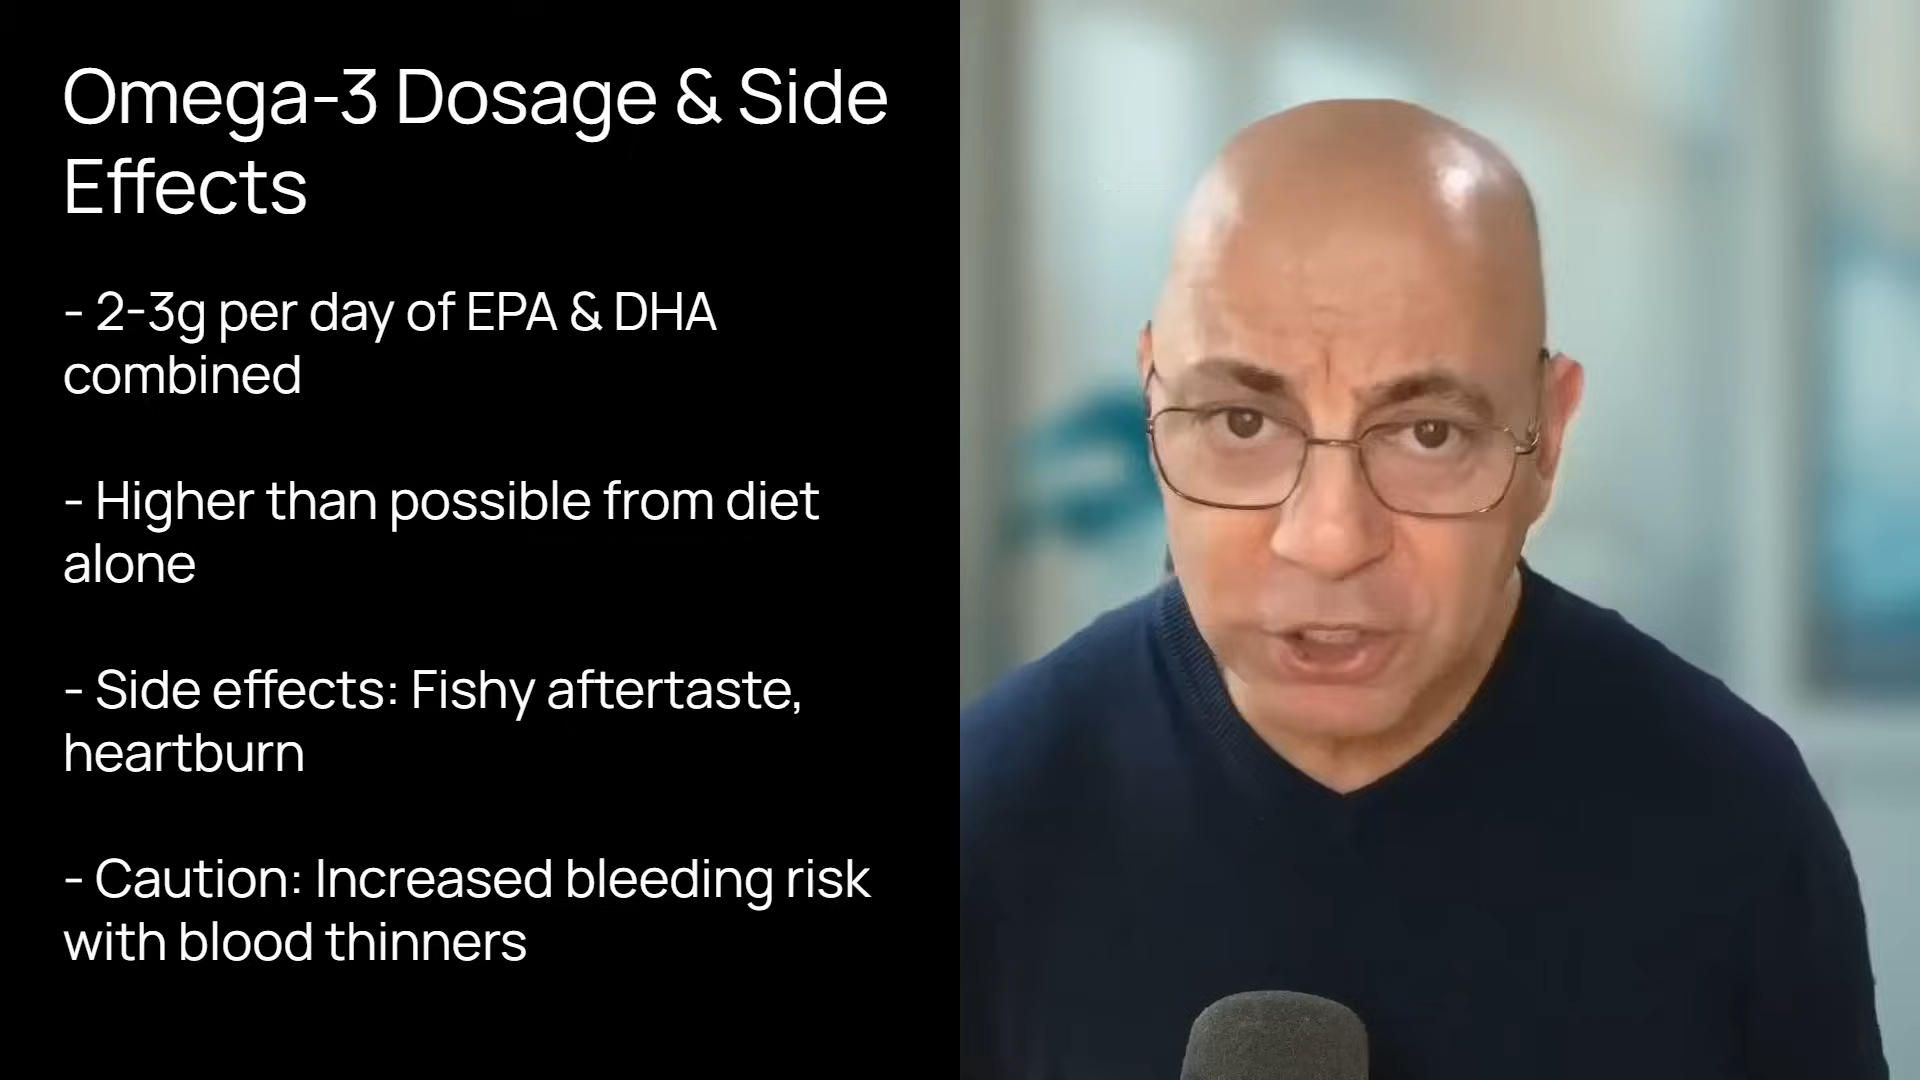 Omega-3 Dosage & Side
Effects
- 2-3g per day of EPA & DHA
combined
- Higher than possible from diet
alone
- Side effects: Fishy aftertaste,
heartburn
- Caution: Increased bleeding risk
with blood thinners